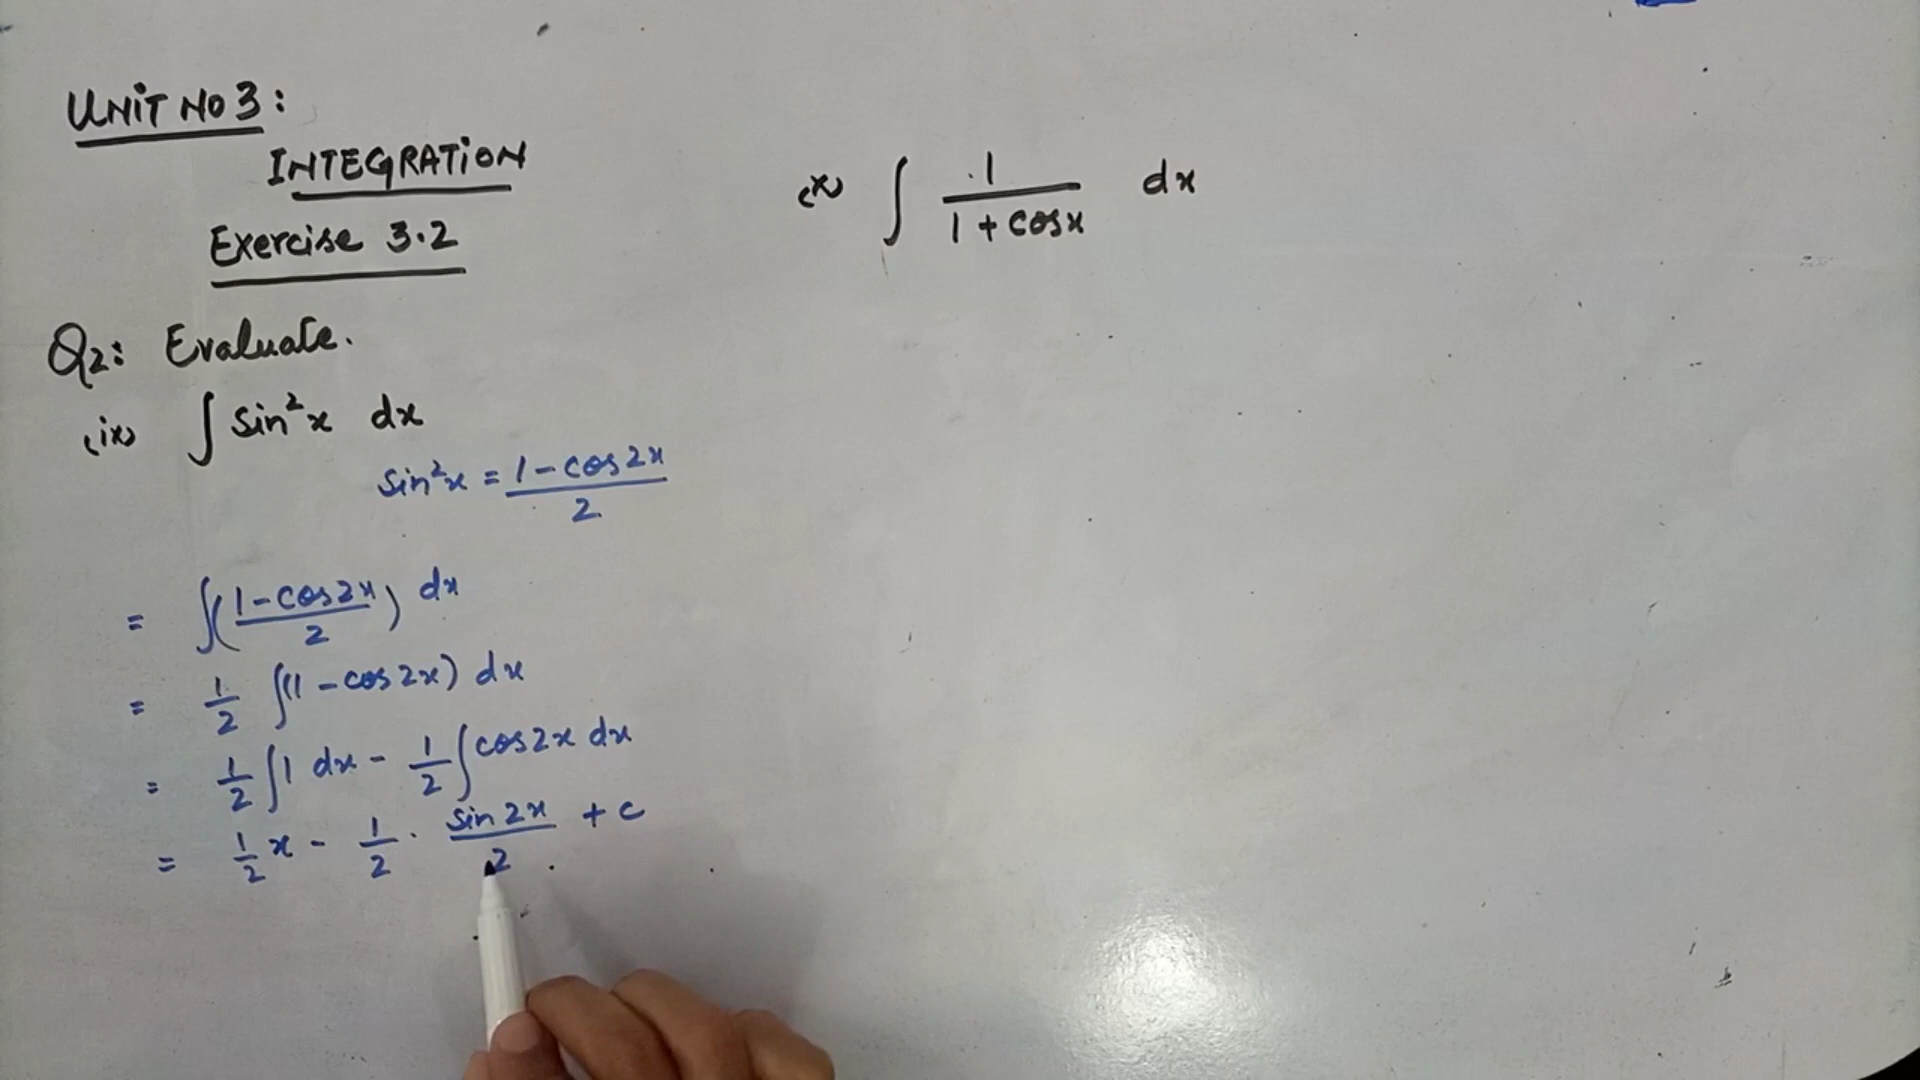 UNIT NO 3:
INTEGRATION
Exercise 3.2
Q2: Evaluate.
(ix) ∫ Sin²x dx
Sin²x = (1-cos2x)/2
= ∫((1-cos2x)/2) dx
= 1/2 ∫(1-cos2x) dx
= 1/2 ∫1 dx - 1/2 ∫cos2x dx
= 1/2 x - 1/2 · sin2x/2 + c
(x) ∫ 1/(1+cosx) dx